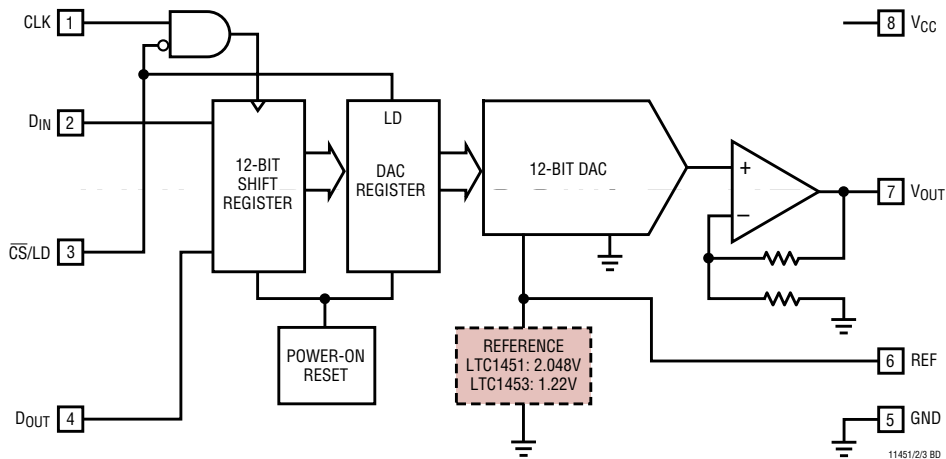 CLK 1
8 VCC
LD
DIN 2
12-BIT
SHIFT
REGISTER
DAC
REGISTER
12-BIT DAC
+
−
7 VOUT
CS/LD 3
POWER-ON
RESET
REFERENCE
LTC1451: 2.048V
LTC1453: 1.22V
6 REF
DOUT 4
5 GND
11451/2/3 BD